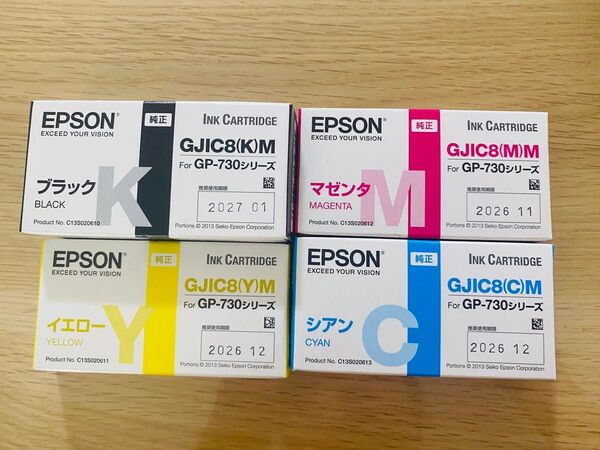 EPSON
EXCEED YOUR VISION
純正
INK CARTRIDGE
GJIC8(K)M
For GP-730シリーズ
ブラック
BLACK
K
推奨使用期限
2027 01
Product No. C13S020610
Portions © 2013 Seiko Epson Corporation
EPSON
EXCEED YOUR VISION
純正
INK CARTRIDGE
GJIC8(M)M
For GP-730シリーズ
マゼンタ
MAGENTA
M
推奨使用期限
2026 11
Product No. C13S020612
Portions © 2013 Seiko Epson Corporation
EPSON
EXCEED YOUR VISION
純正
INK CARTRIDGE
GJIC8(Y)M
For GP-730シリーズ
イエロー
YELLOW
Y
推奨使用期限
2026 12
Product No. C13S020611
Portions © 2013 Seiko Epson Corporation
EPSON
EXCEED YOUR VISION
純正
INK CARTRIDGE
GJIC8(C)M
For GP-730シリーズ
シアン
CYAN
C
推奨使用期限
2026 12
Product No. C13S020613
Portions © 2013 Seiko Epson Corporation